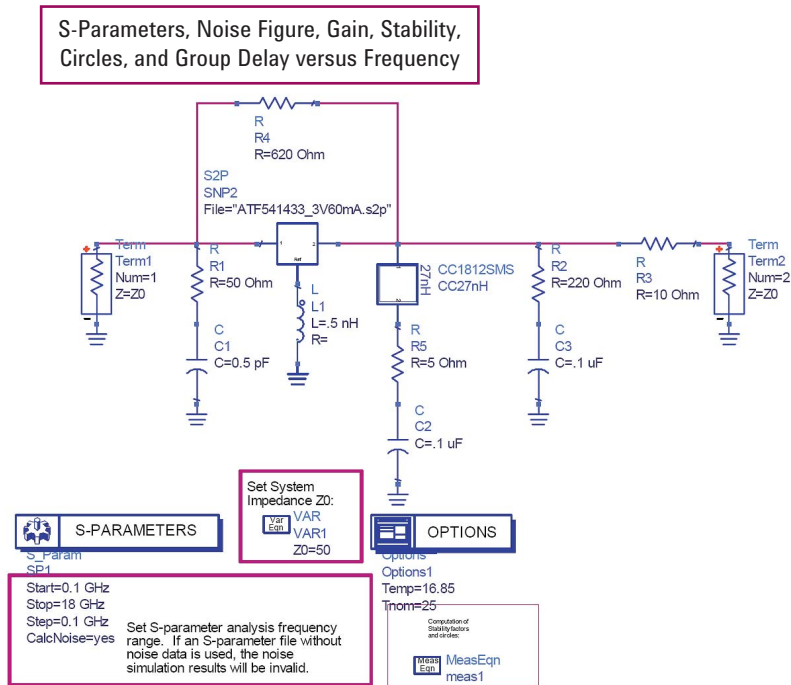 S-Parameters, Noise Figure, Gain, Stability,
Circles, and Group Delay versus Frequency
R
R4
R=620 Ohm
S2P
SNP2
File="ATF541433_3V60mA.s2p"
1
2
Ref
Term
Term1
Num=1
Z=Z0
R
R1
R=50 Ohm
C
C1
C=0.5 pF
L
L1
L=.5 nH
R=
1
27nH
2
CC1812SMS
CC27nH
R
R5
R=5 Ohm
C
C2
C=.1 uF
R
R2
R=220 Ohm
C
C3
C=.1 uF
R
R3
R=10 Ohm
Term
Term2
Num=2
Z=Z0
S-PARAMETERS
S_Param
SP1
Start=0.1 GHz
Stop=18 GHz
Step=0.1 GHz
CalcNoise=yes
Set S-parameter analysis frequency
range. If an S-parameter file without
noise data is used, the noise
simulation results will be invalid.
Set System
Impedance Z0:
Var
Eqn
VAR
VAR1
Z0=50
OPTIONS
Options
Options1
Temp=16.85
Tnom=25
Computation of
Stability factors
and circles:
Meas
Eqn
MeasEqn
meas1